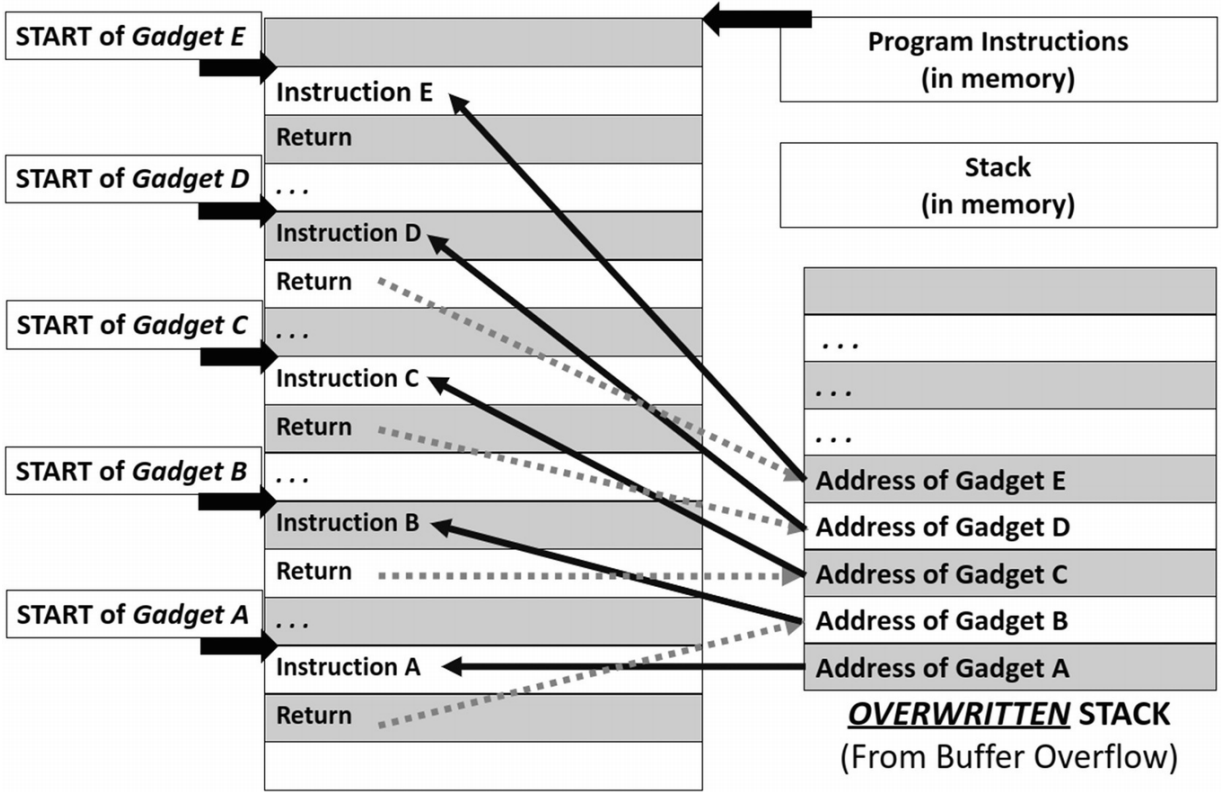 START of Gadget E
Instruction E
Return
. . .
START of Gadget D
Instruction D
Return
. . .
START of Gadget C
Instruction C
Return
. . .
START of Gadget B
Instruction B
Return
. . .
START of Gadget A
Instruction A
Return
Program Instructions
(in memory)
Stack
(in memory)
. . .
. . .
. . .
Address of Gadget E
Address of Gadget D
Address of Gadget C
Address of Gadget B
Address of Gadget A
OVERWRITTEN STACK
(From Buffer Overflow)